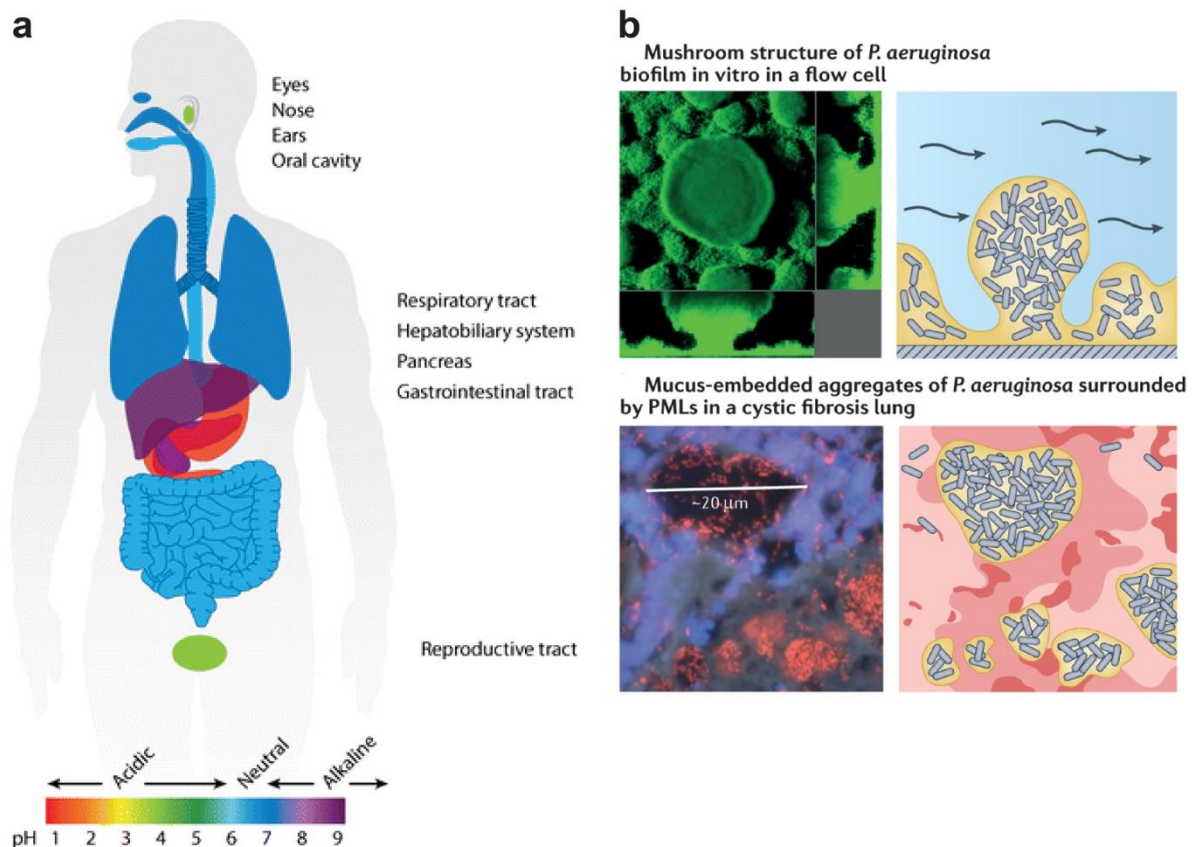 a
Eyes
Nose
Ears
Oral cavity
Respiratory tract
Hepatobiliary system
Pancreas
Gastrointestinal tract
Reproductive tract
Acidic
Neutral
Alkaline
pH 1 2 3 4 5 6 7 8 9
b
Mushroom structure of P. aeruginosa
biofilm in vitro in a flow cell
Mucus-embedded aggregates of P. aeruginosa surrounded
by PMLs in a cystic fibrosis lung
~20 μm